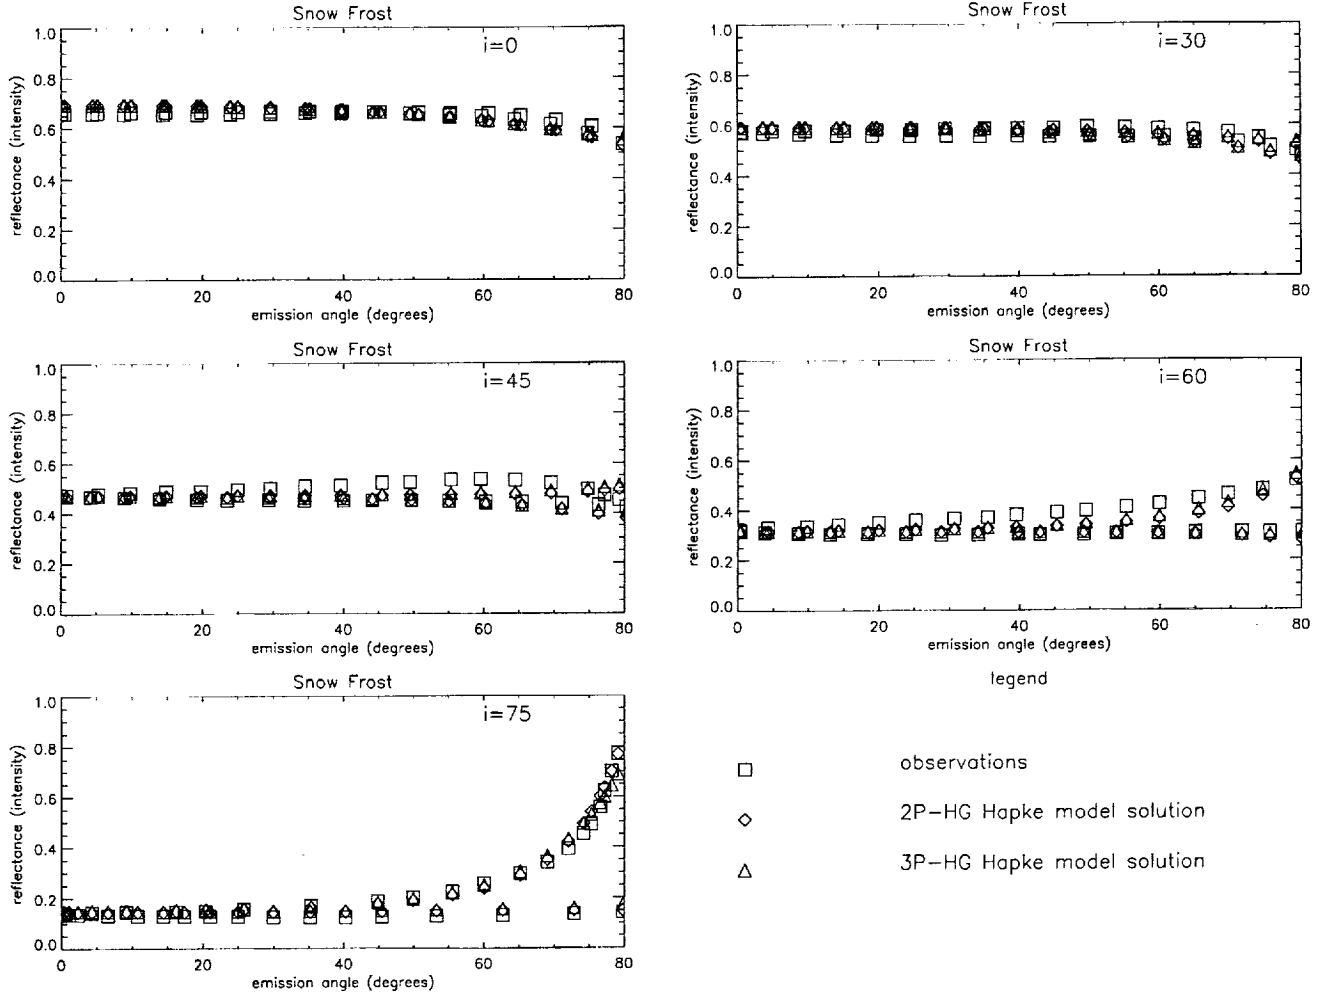 Snow Frost
i=0
reflectance (intensity)
1.0
0.8
0.6
0.4
0.2
0.0
0 20 40 60 80
emission angle (degrees)
Snow Frost
i=30
reflectance (intensity)
1.0
0.8
0.6
0.4
0.2
0.0
0 20 40 60 80
emission angle (degrees)
Snow Frost
i=45
reflectance (intensity)
1.0
0.8
0.6
0.4
0.2
0.0
0 20 40 60 80
emission angle (degrees)
Snow Frost
i=60
reflectance (intensity)
1.0
0.8
0.6
0.4
0.2
0.0
0 20 40 60 80
emission angle (degrees)
Snow Frost
i=75
reflectance (intensity)
1.0
0.8
0.6
0.4
0.2
0.0
0 20 40 60 80
emission angle (degrees)
legend
observations
2P-HG Hapke model solution
3P-HG Hapke model solution